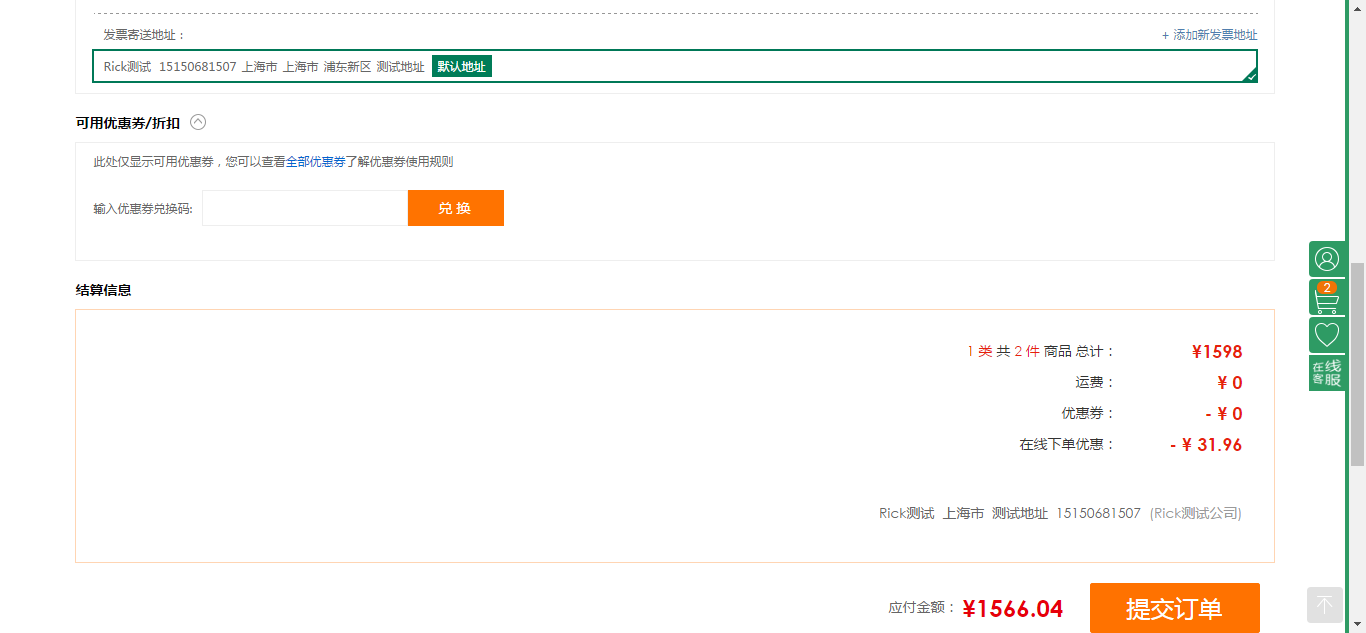 发票寄送地址：
+ 添加新发票地址
Rick测试 15150681507 上海市 上海市 浦东新区 测试地址 默认地址
可用优惠券/折扣
此处仅显示可用优惠券，您可以查看全部优惠券了解优惠券使用规则
输入优惠券兑换码:
兑 换
结算信息
1 类 共 2 件 商品 总计： ¥1598
运费： ¥ 0
优惠券： - ¥ 0
在线下单优惠： - ¥ 31.96
Rick测试 上海市 测试地址 15150681507 (Rick测试公司)
应付金额： ¥1566.04
提交订单
2
在线
客服